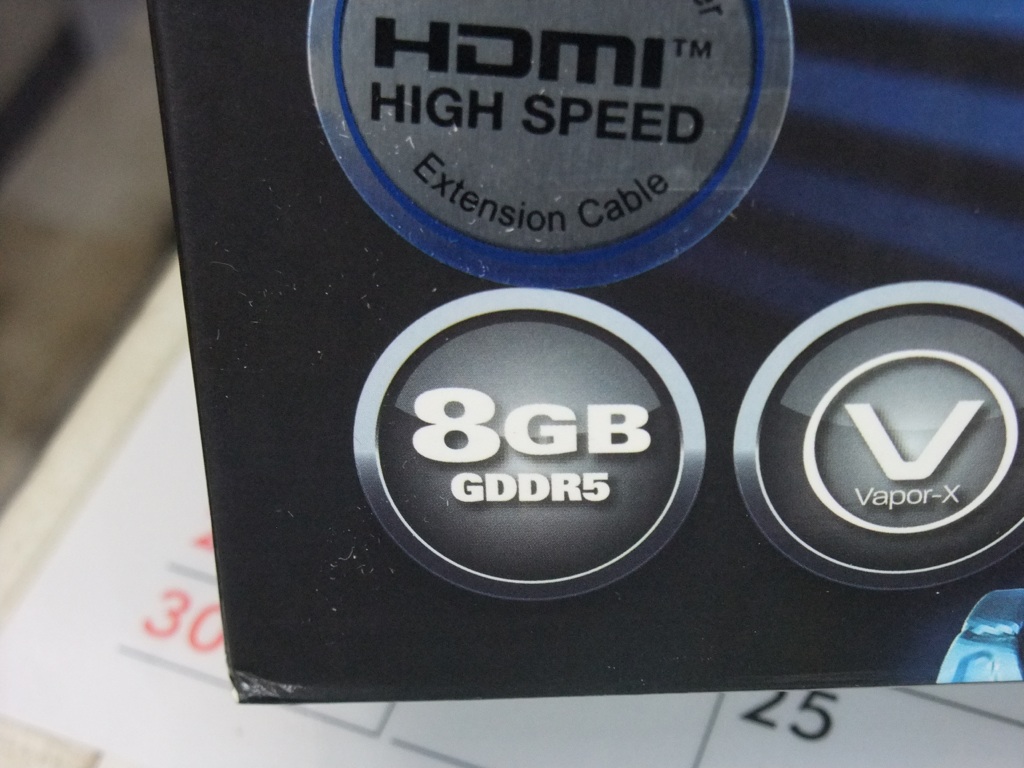 HDMI™
HIGH SPEED
Extension Cable
8GB
GDDR5
V
Vapor-X
30
25